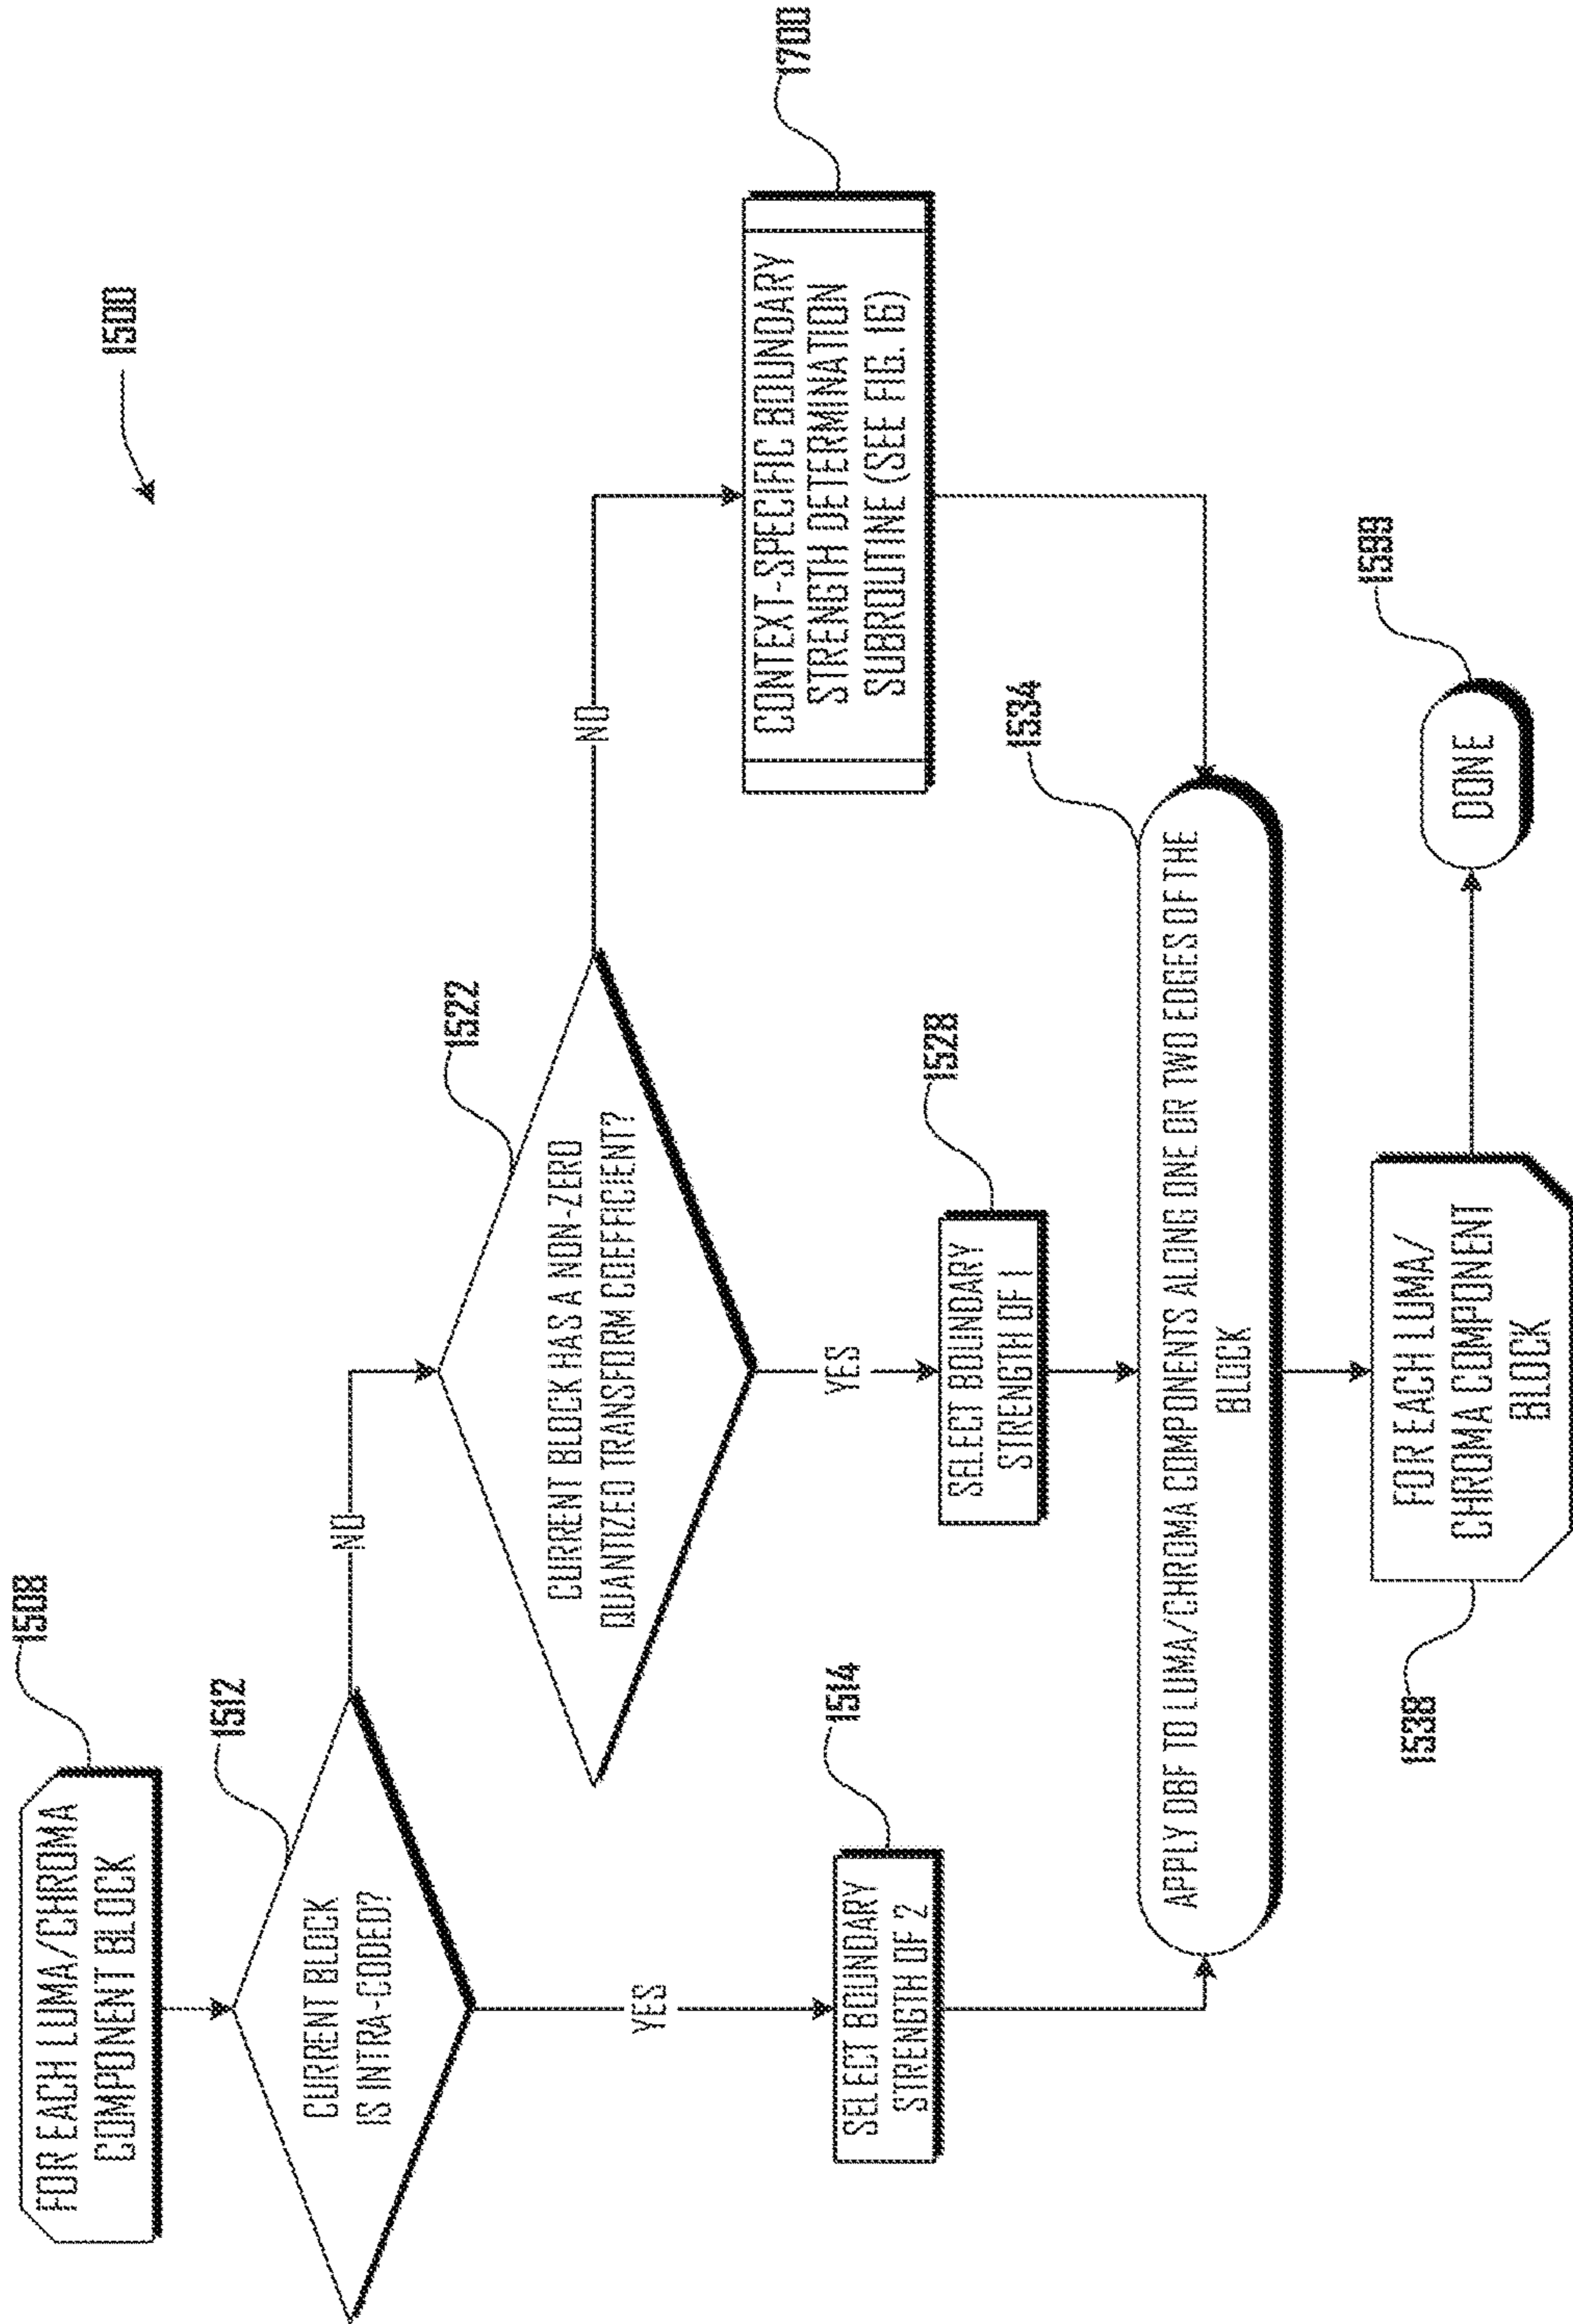 1500
1508
FOR EACH LUMA/CHROMA
COMPONENT BLOCK
1512
CURRENT BLOCK
IS INTRA-CODED?
NO
YES
1522
CURRENT BLOCK HAS A NON-ZERO
QUANTIZED TRANSFORM COEFFICIENT?
NO
YES
1514
SELECT BOUNDARY
STRENGTH OF 2
1528
SELECT BOUNDARY
STRENGTH OF 1
1700
CONTEXT-SPECIFIC BOUNDARY
STRENGTH DETERMINATION
SUBROUTINE (SEE FIG. 16)
1534
APPLY DBF TO LUMA/CHROMA COMPONENTS ALONG ONE OR TWO EDGES OF THE
BLOCK
1538
FOR EACH LUMA/
CHROMA COMPONENT
BLOCK
1599
DONE